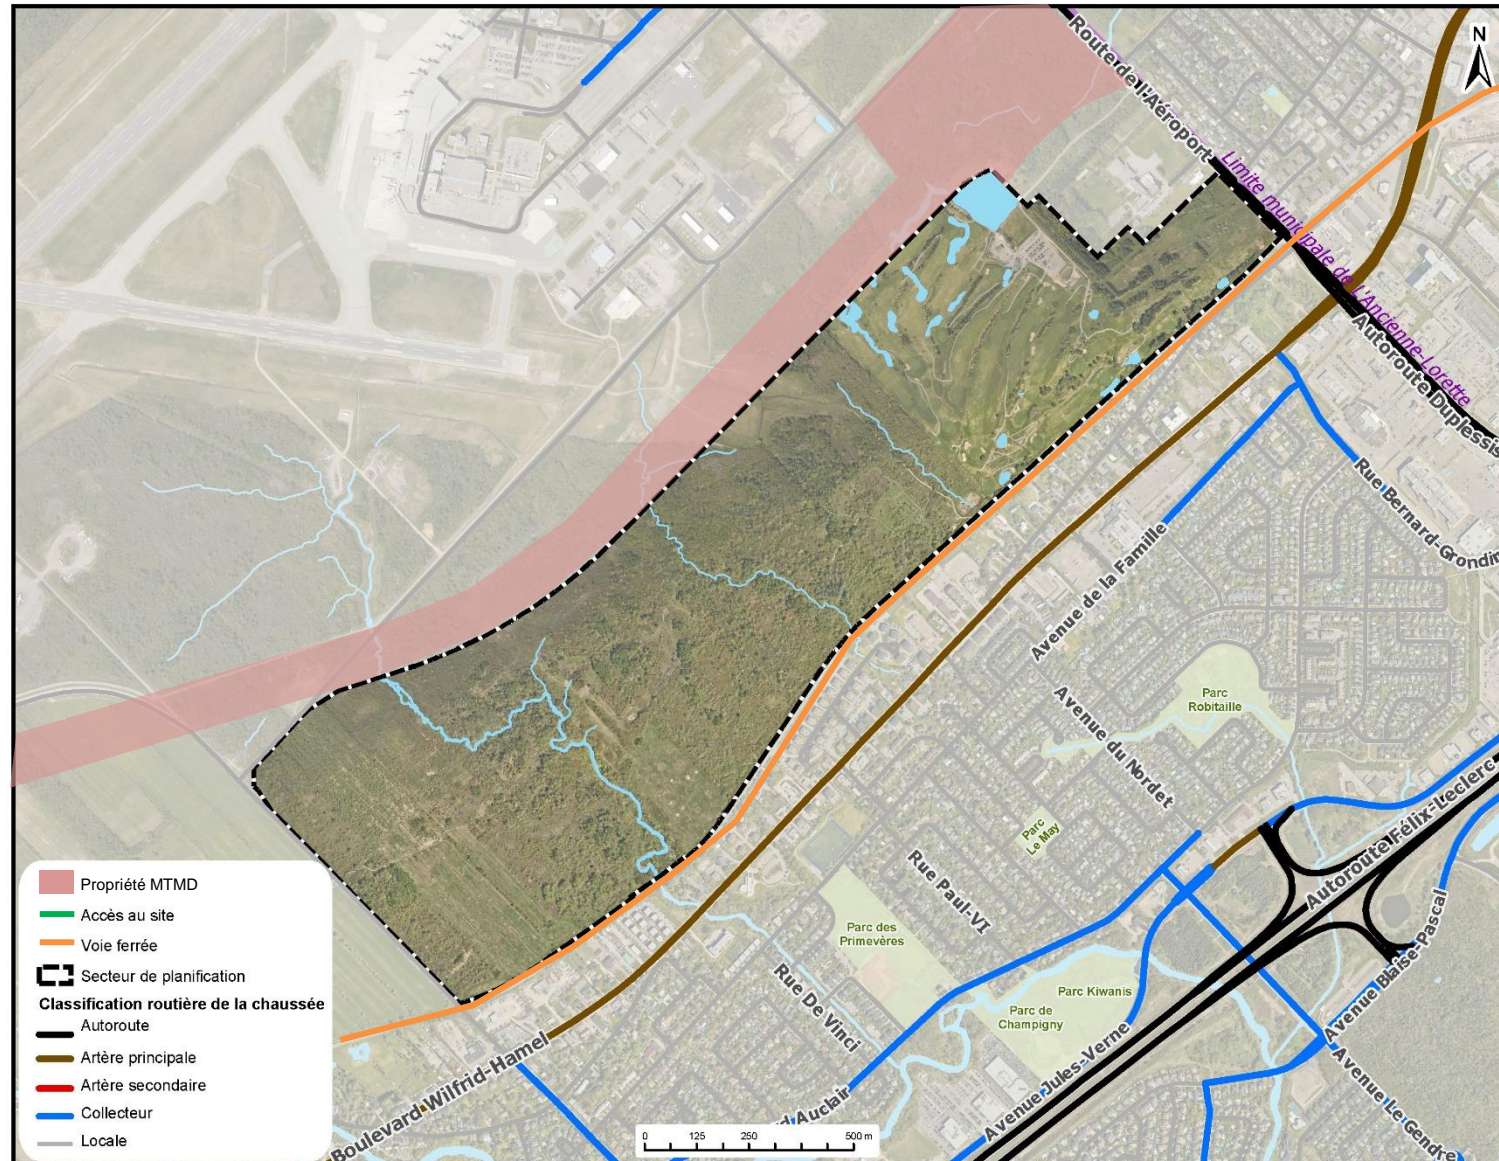 N
Route de l'Aéroport
Limite municipale de L'Ancienne-Lorette
Autoroute Duplessis
Rue Bernard-Grondin
Avenue de la Famille
Avenue du Nordet
Parc
Robitaille
Parc
Le May
Rue Paul-VI
Autoroute Félix-Leclerc
Avenue Blaise-Pascal
Parc des
Primevères
Rue De Vinci
Parc Kiwanis
Parc de
Champigny
Avenue Jules-Verne
Avenue Le Gendre
d Auclair
Boulevard Wilfrid-Hamel
Propriété MTMD
Accès au site
Voie ferrée
Secteur de planification
Classification routière de la chaussée
Autoroute
Artère principale
Artère secondaire
Collecteur
Locale
0 125 250 500 m